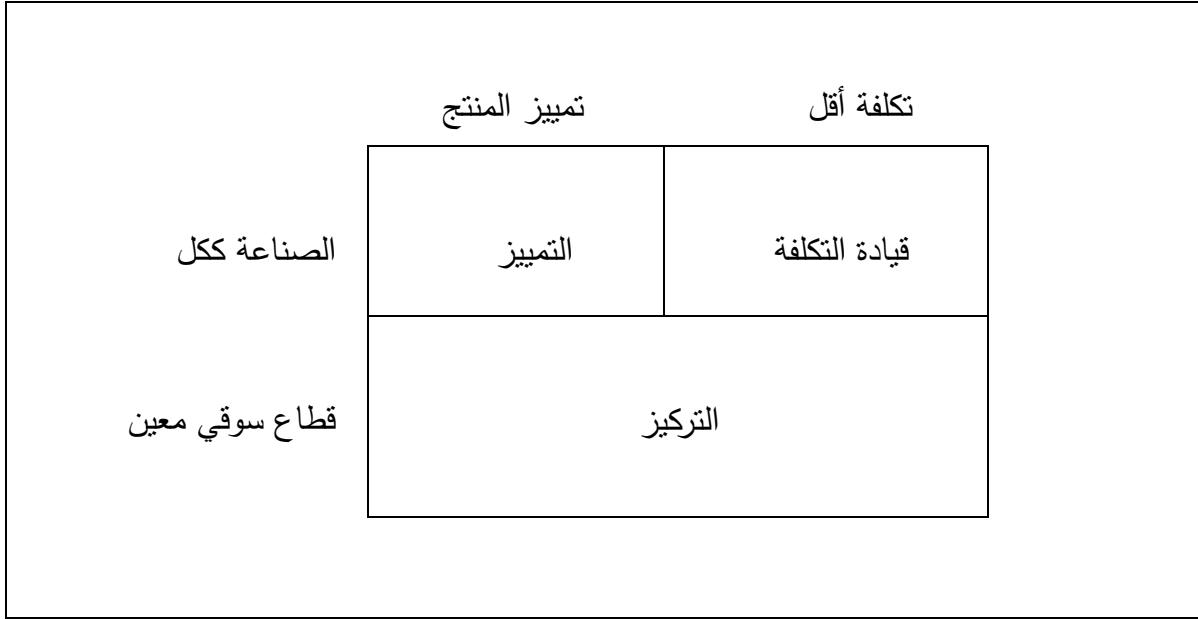 تكلفة أقل
تمييز المنتج
قيادة التكلفة
التمييز
الصناعة ككل
التركيز
قطاع سوقي معين